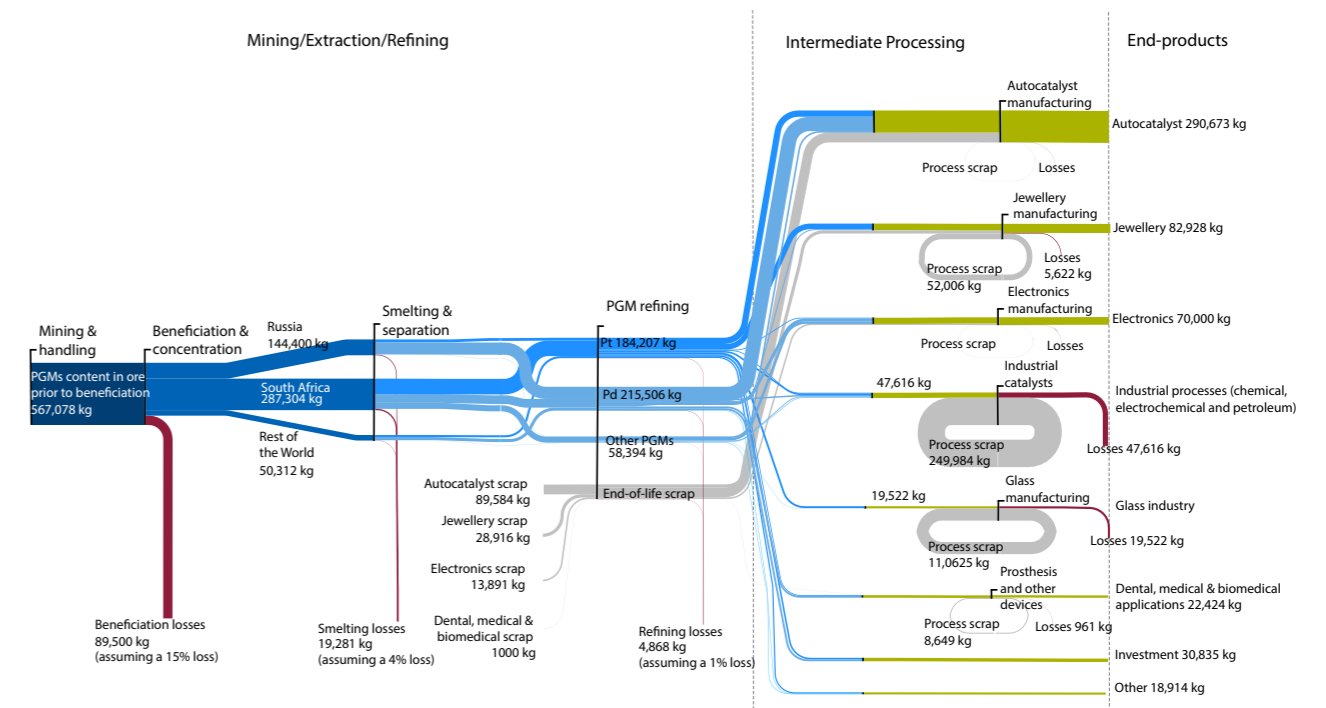 Mining/Extraction/Refining
Intermediate Processing
End-products
Autocatalyst
manufacturing
Autocatalyst 290,673 kg
Process scrap
Losses
Jewellery
manufacturing
Jewellery 82,928 kg
Process scrap
52,006 kg
Losses
5,622 kg
Electronics
manufacturing
Electronics 70,000 kg
Process scrap
Losses
Mining &
handling
Beneficiation &
concentration
Russia
144,400 kg
Smelting &
separation
PGM refining
PGMs content in ore
prior to beneficiation
567,078 kg
South Africa
287,304 kg
Rest of
the World
50,312 kg
Pt 184,207 kg
Pd 215,506 kg
Other PGMs
58,394 kg
End-of-life scrap
Autocatalyst scrap
89,584 kg
Jewellery scrap
28,916 kg
Electronics scrap
13,891 kg
Dental, medical &
biomedical scrap
1000 kg
Beneficiation losses
89,500 kg
(assuming a 15% loss)
Smelting losses
19,281 kg
(assuming a 4% loss)
Refining losses
4,868 kg
(assuming a 1% loss)
47,616 kg
Industrial
catalysts
Industrial processes (chemical,
electrochemical and petroleum)
Process scrap
249,984 kg
Losses 47,616 kg
19,522 kg
Glass
manufacturing
Glass industry
Process scrap
11,0625 kg
Losses 19,522 kg
Prosthesis
and other
devices
Dental, medical & biomedical
applications 22,424 kg
Process scrap
8,649 kg
Losses 961 kg
Investment 30,835 kg
Other 18,914 kg